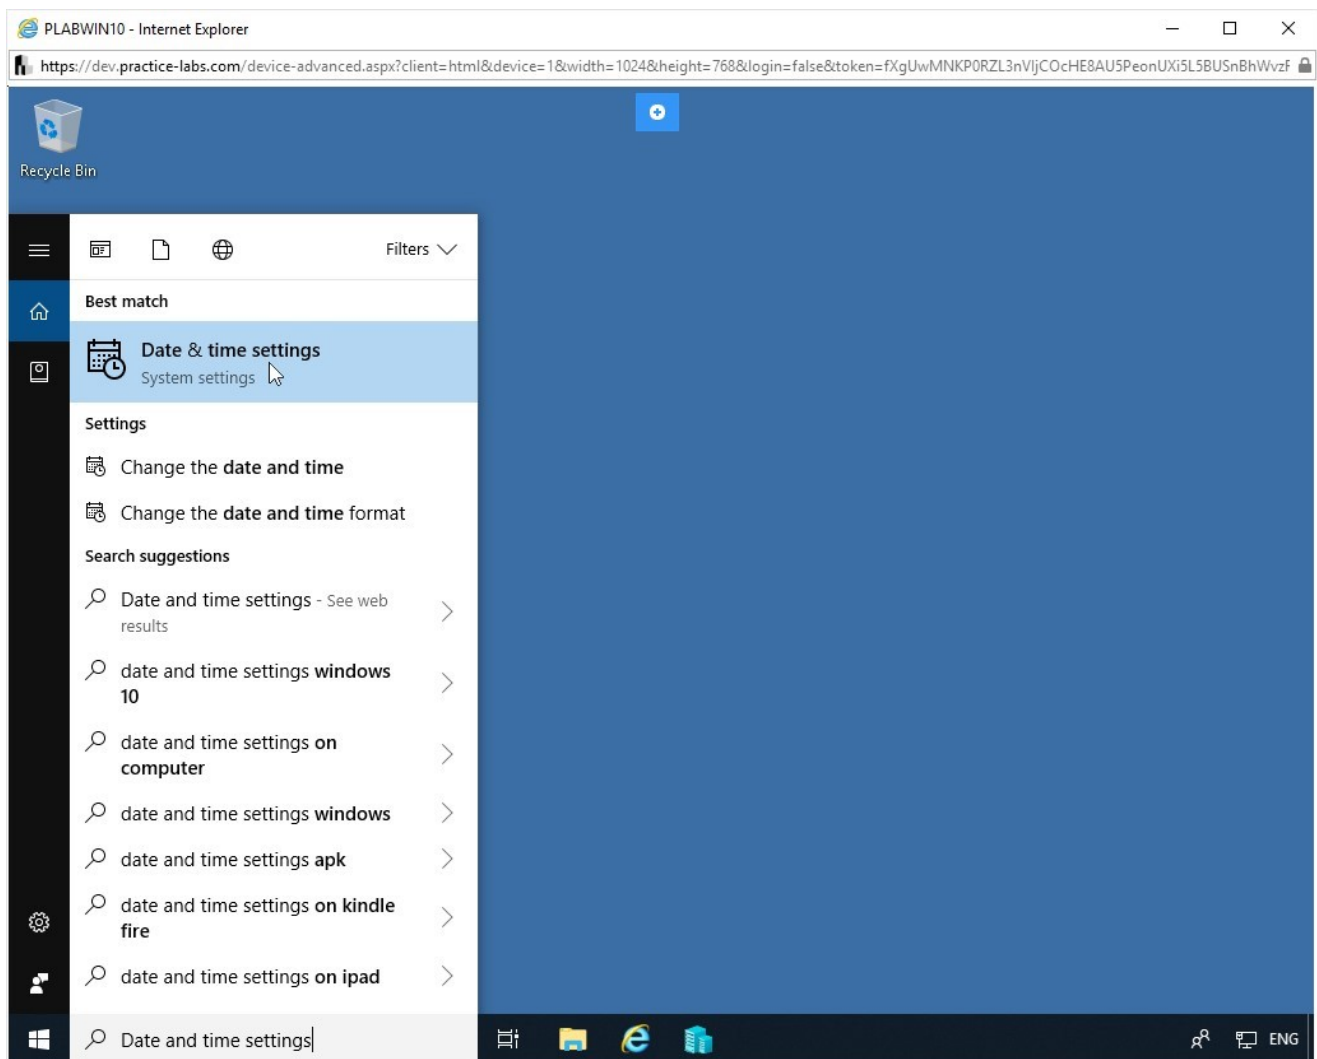 PLABWIN10 - Internet Explorer
https://dev.practice-labs.com/device-advanced.aspx?client=html&device=1&width=1024&height=768&login=false&token=fXgUwMNKP0RZL3nVIjCOcHE8AU5PeonUXi5L5BUSnBhWvzF
Recycle Bin
Filters
Best match
Date & time settings
System settings
Settings
Change the date and time
Change the date and time format
Search suggestions
Date and time settings - See web
results
date and time settings windows
10
date and time settings on
computer
date and time settings windows
date and time settings apk
date and time settings on kindle
fire
date and time settings on ipad
Date and time settings
ENG